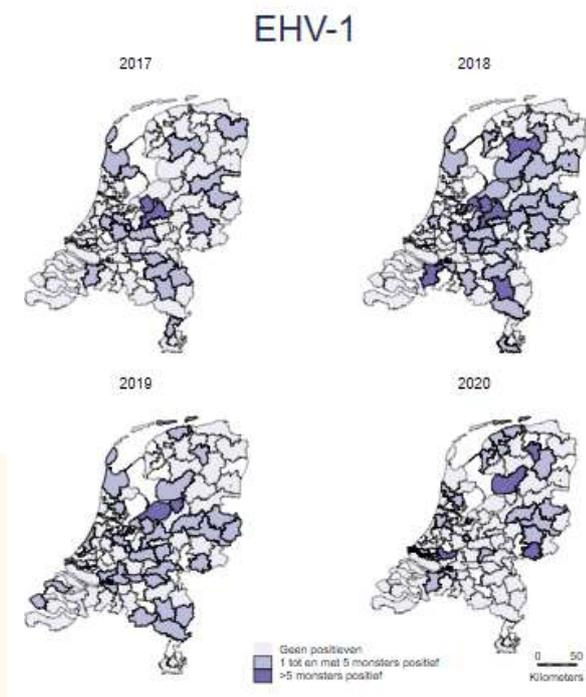 EHV-1
2017
2018
2019
2020
Geen positieven
1 tot en met 5 monsters positief
>5 monsters positief
0 50
Kilometers